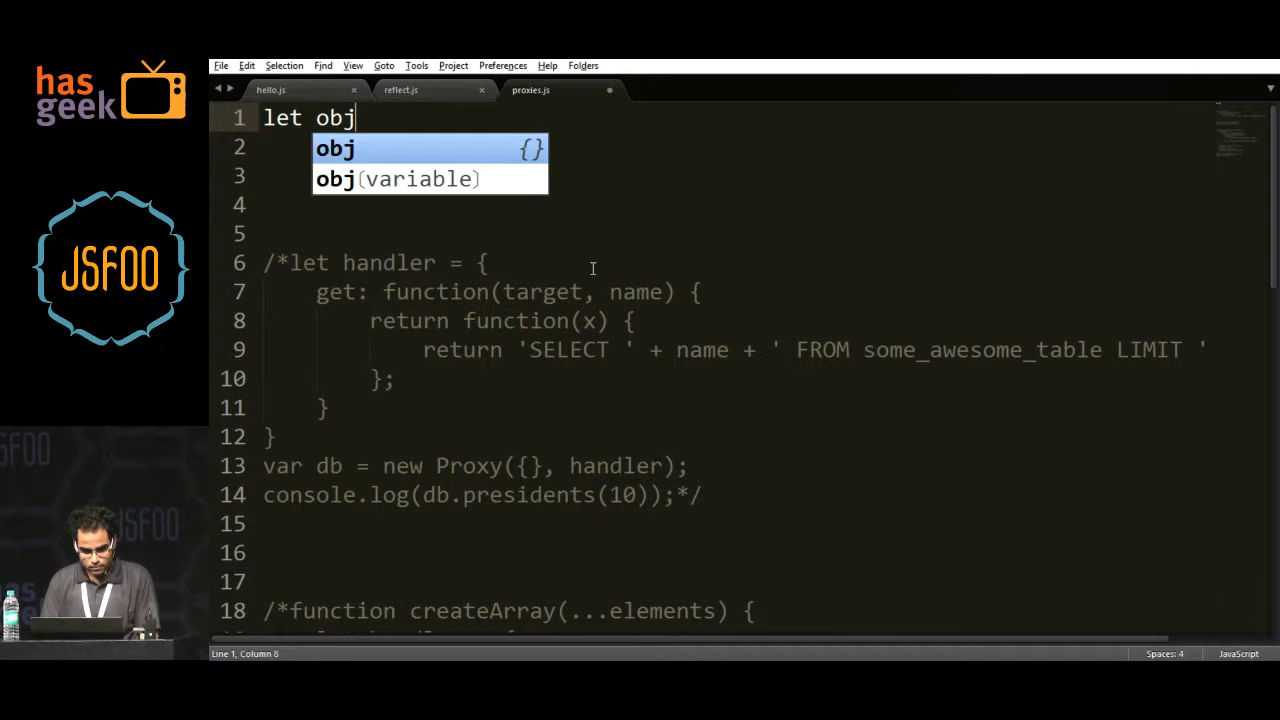 has
geek
JSFOO
File Edit Selection Find View Goto Tools Project Preferences Help Folders
hello.js × reflect.js × proxies.js
1 let obj
obj {}
obj(variable)
2
3
4
5
6 /*let handler = {
7 get: function(target, name) {
8 return function(x) {
9 return 'SELECT ' + name + ' FROM some_awesome_table LIMIT '
10 };
11 }
12 }
13 var db = new Proxy({}, handler);
14 console.log(db.presidents(10));*/
15
16
17
18 /*function createArray(...elements) {
Line 1, Column 8 Spaces: 4 JavaScript
JSFOO
JSFOO